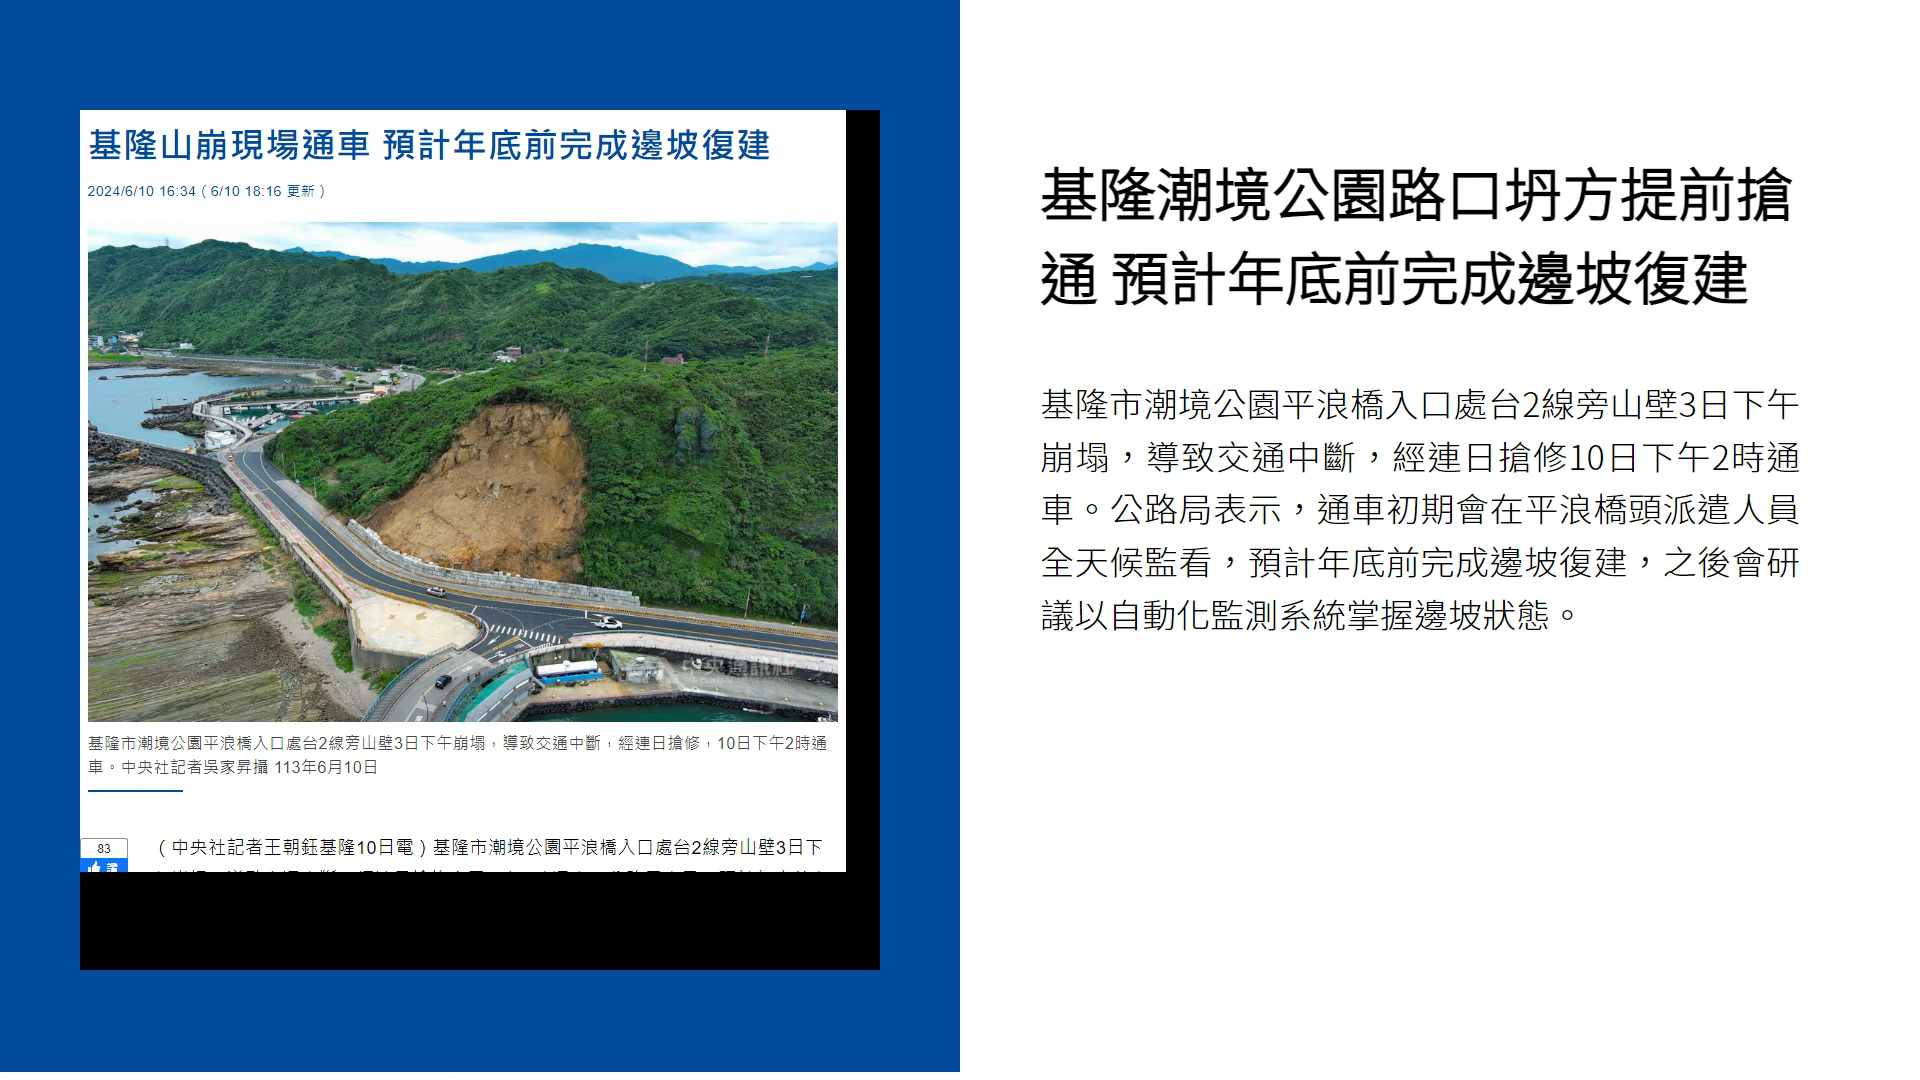 基隆山崩現場通車 預計年底前完成邊坡復建
2024/6/10 16:34（6/10 18:16 更新）
中央通訊社
基隆市潮境公園平浪橋入口處台2線旁山壁3日下午崩塌，導致交通中斷，經連日搶修，10日下午2時通
車。中央社記者吳家昇攝 113年6月10日
83
讚
（中央社記者王朝鈺基隆10日電）基隆市潮境公園平浪橋入口處台2線旁山壁3日下
基隆潮境公園路口坍方提前搶
通 預計年底前完成邊坡復建
基隆市潮境公園平浪橋入口處台2線旁山壁3日下午
崩塌，導致交通中斷，經連日搶修10日下午2時通
車。公路局表示，通車初期會在平浪橋頭派遣人員
全天候監看，預計年底前完成邊坡復建，之後會研
議以自動化監測系統掌握邊坡狀態。